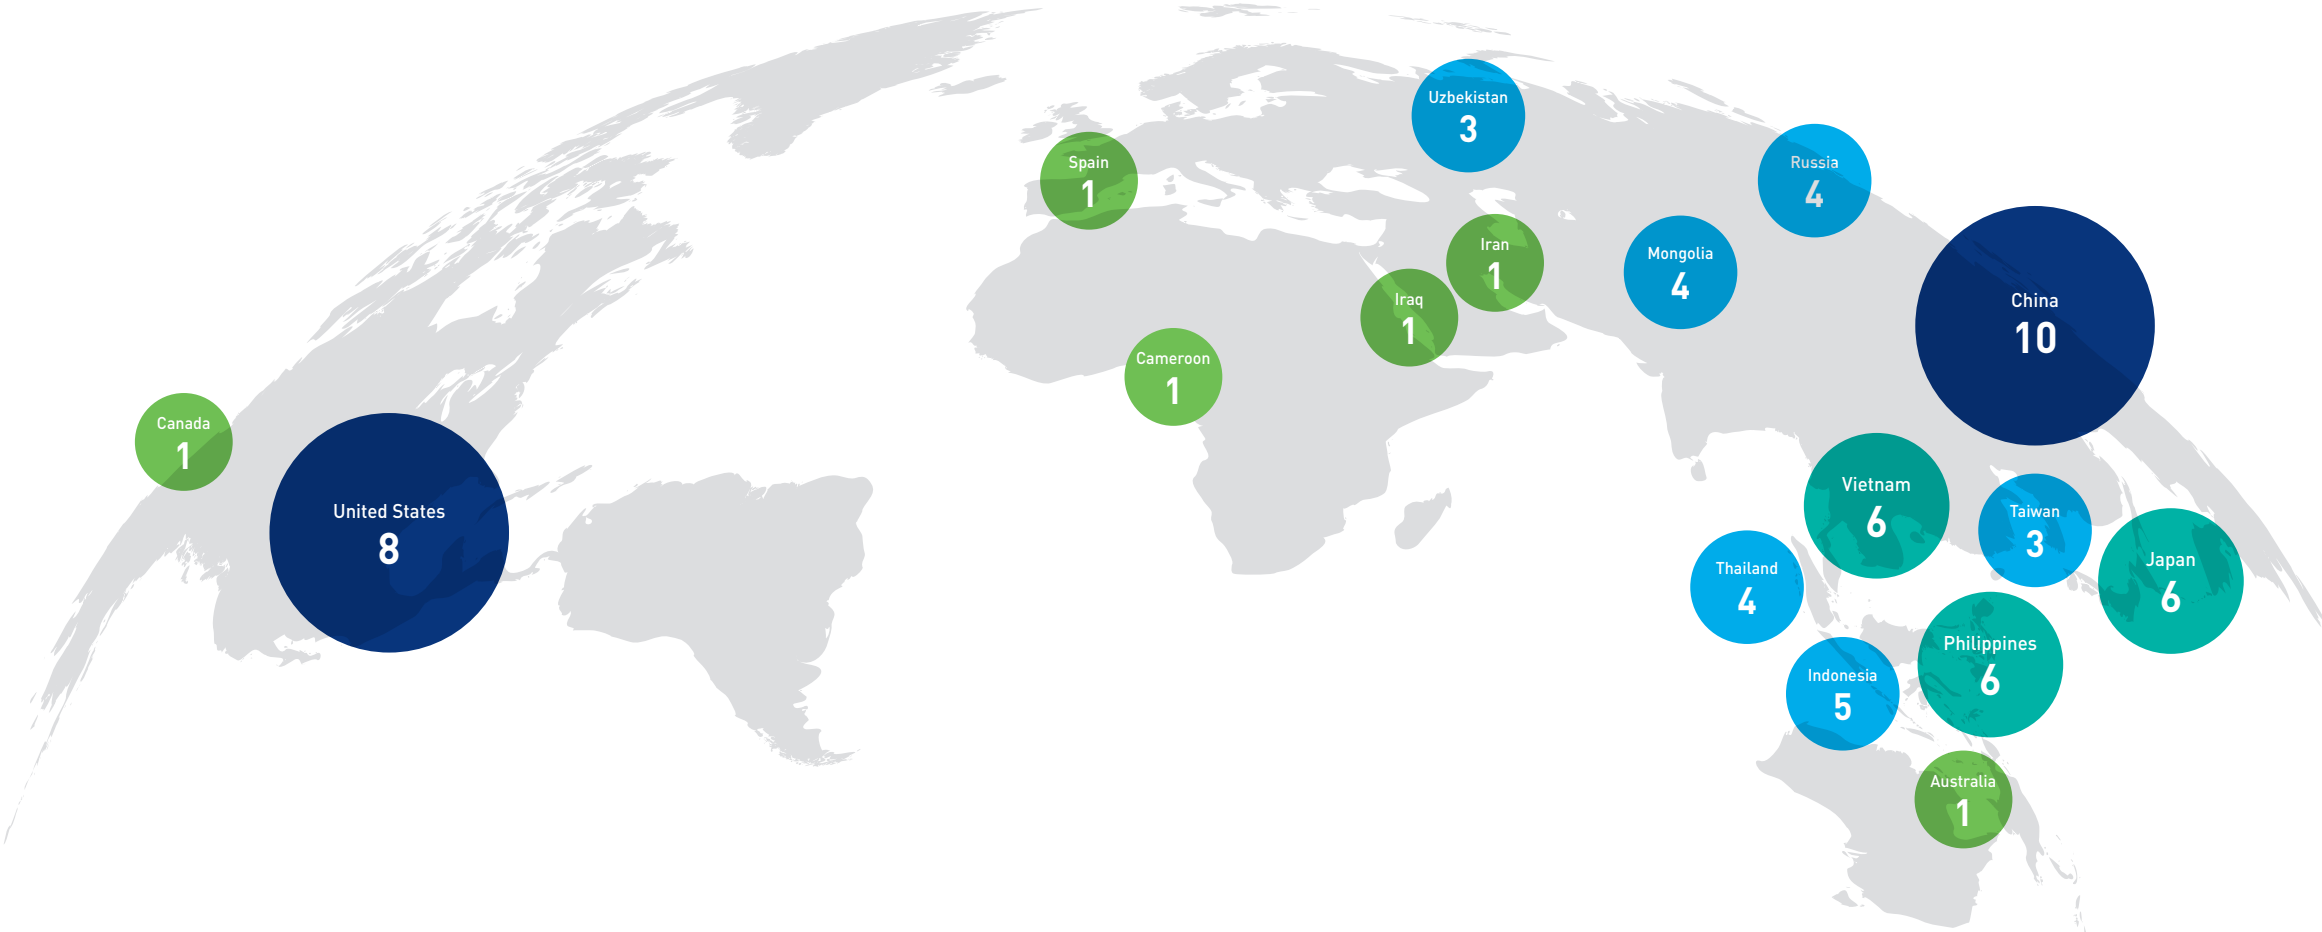 Uzbekistan
3
Spain
1
Russia
4
Iran
1
Mongolia
4
Iraq
1
China
10
Cameroon
1
Canada
1
United States
8
Vietnam
6
Taiwan
3
Japan
6
Thailand
4
Philippines
6
Indonesia
5
Australia
1